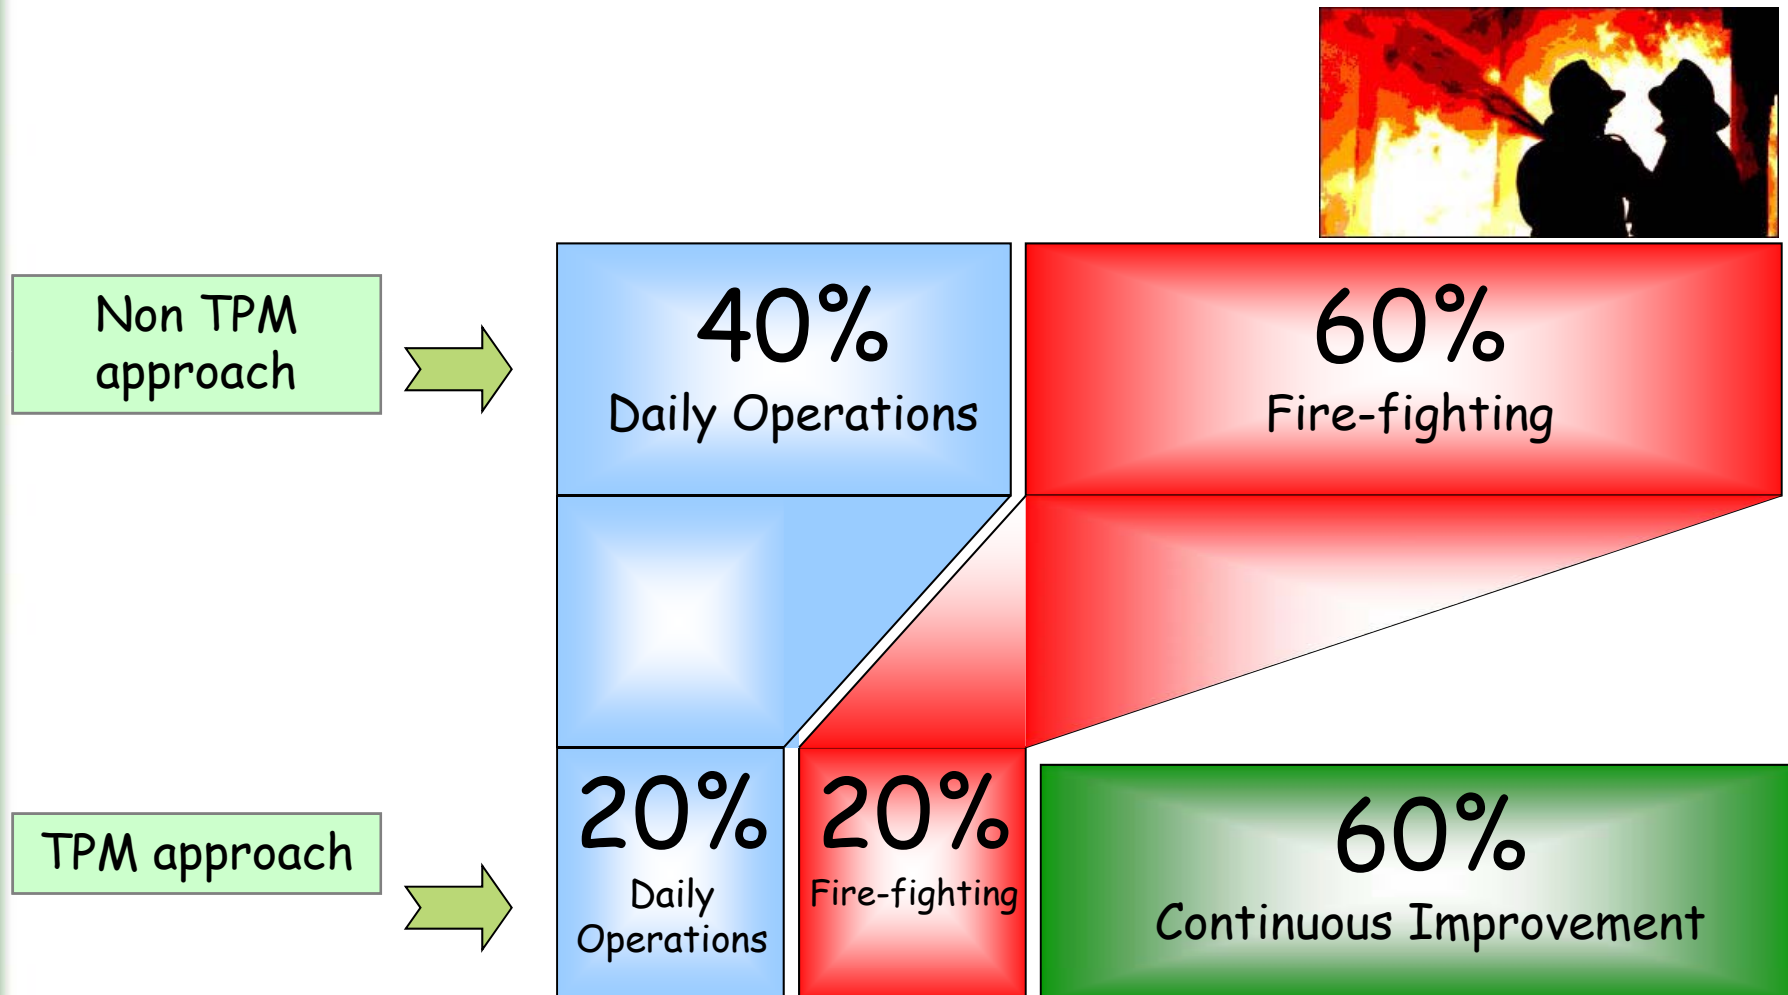 Non TPM
approach
40%
Daily Operations
60%
Fire-fighting
TPM approach
20%
Daily
Operations
20%
Fire-fighting
60%
Continuous Improvement